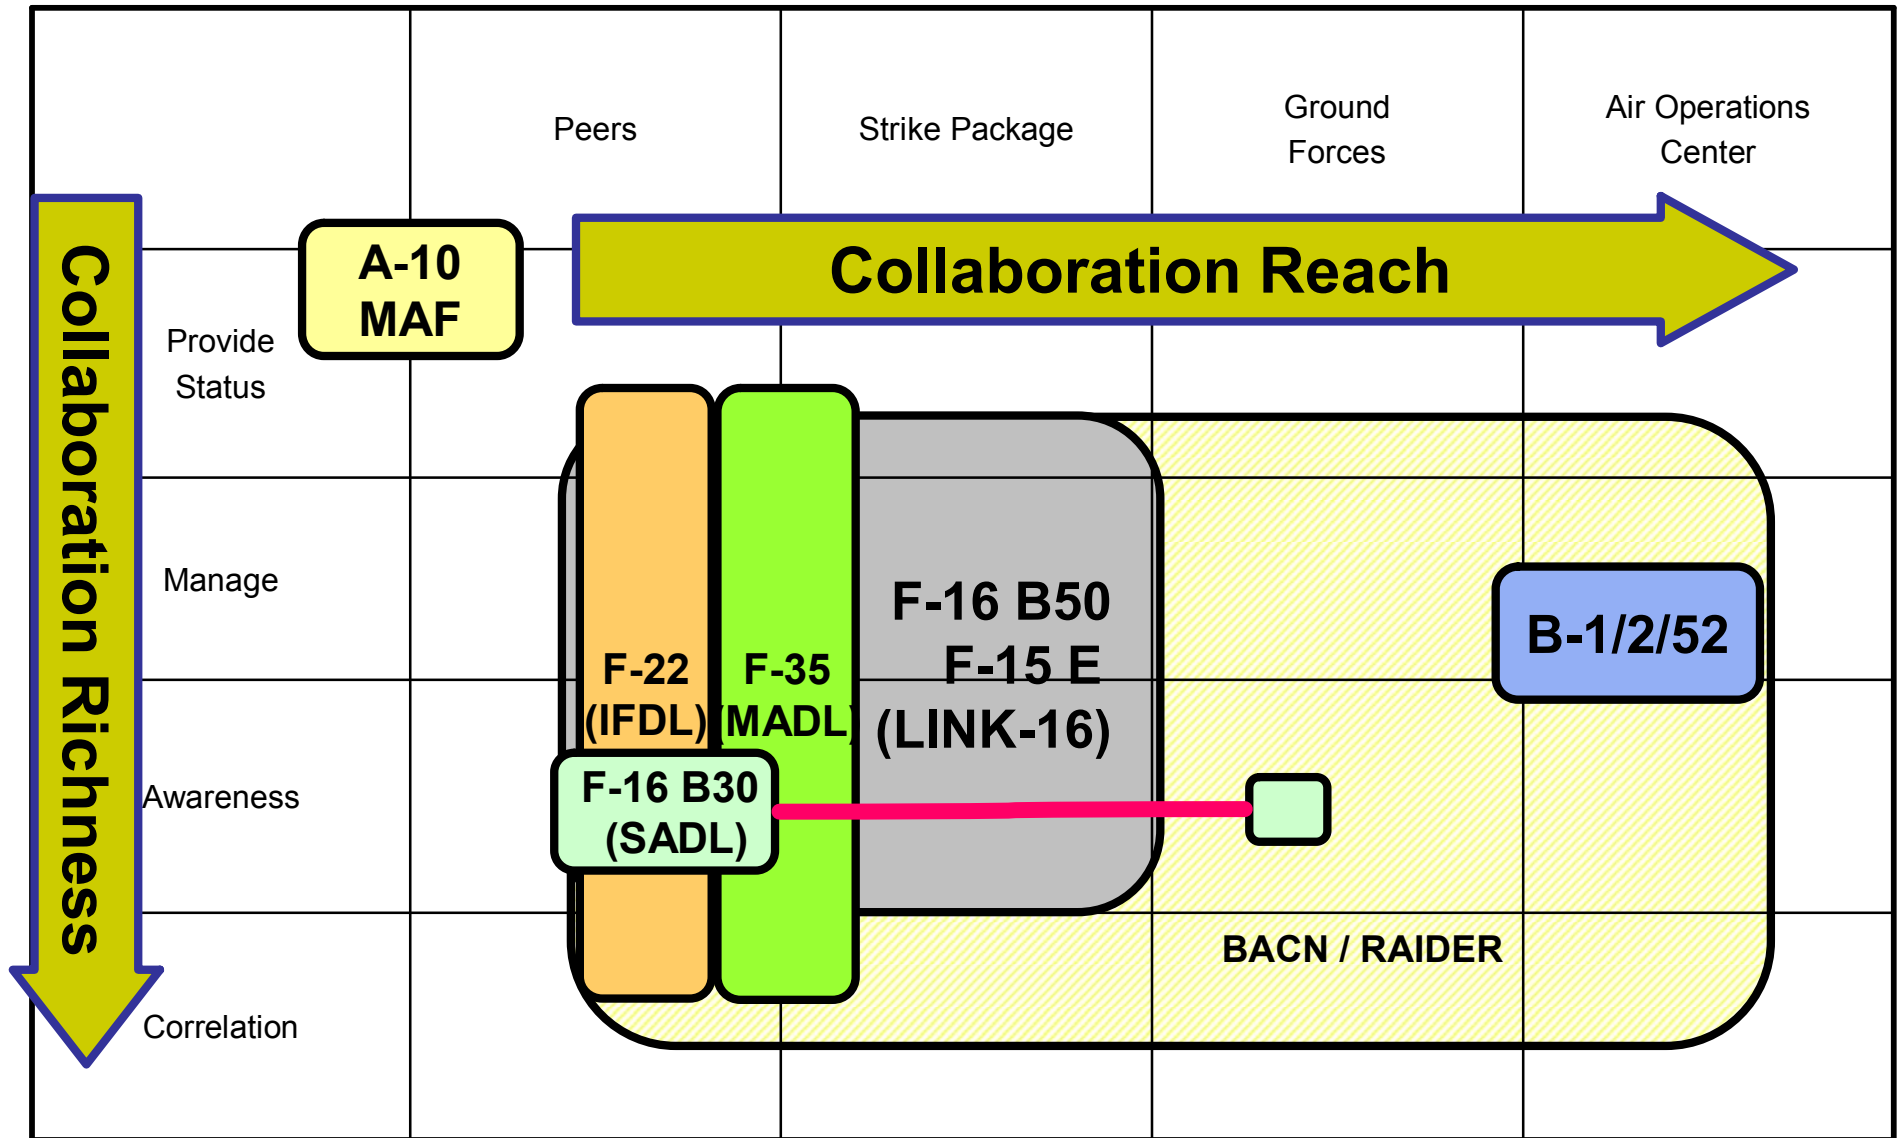 Peers
Strike Package
Ground
Forces
Air Operations
Center
Collaboration Reach
Collaboration Richness
A-10
MAF
Provide
Status
Manage
Awareness
Correlation
F-22
(IFDL)
F-35
(MADL)
F-16 B50
F-15 E
(LINK-16)
B-1/2/52
F-16 B30
(SADL)
BACN / RAIDER